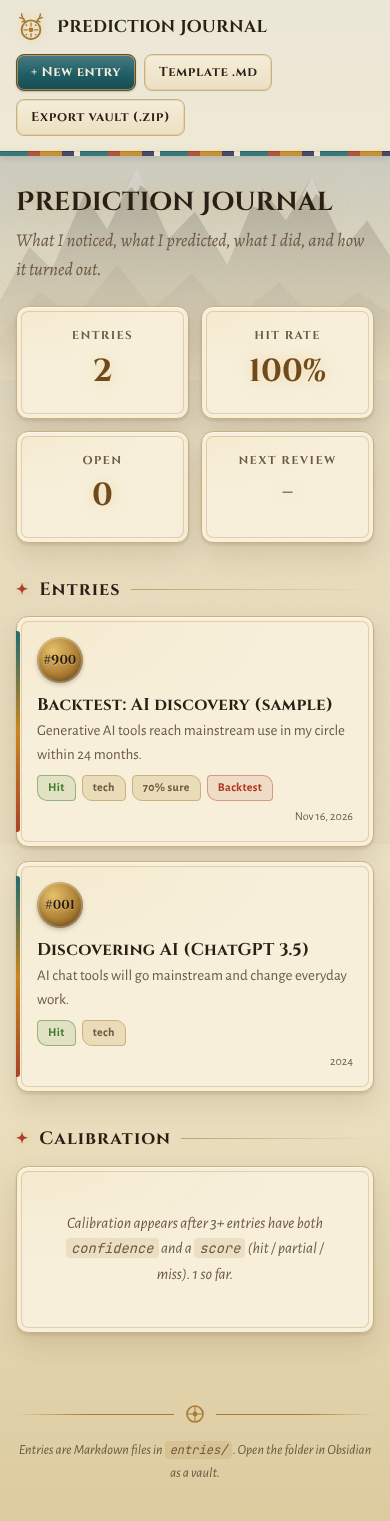 Prediction Journal
+ New entry
Template .md
Export vault (.zip)
Prediction Journal
What I noticed, what I predicted, what I did, and how
it turned out.
ENTRIES
2
HIT RATE
100%
OPEN
0
NEXT REVIEW
–
Entries
#900
Backtest: AI discovery (sample)
Generative AI tools reach mainstream use in my circle
within 24 months.
Hit
tech
70% sure
Backtest
Nov 16, 2026
#001
Discovering AI (ChatGPT 3.5)
AI chat tools will go mainstream and change everyday
work.
Hit
tech
2024
Calibration
Calibration appears after 3+ entries have both
confidence and a score (hit / partial /
miss). 1 so far.
Entries are Markdown files in entries/. Open the folder in Obsidian
as a vault.